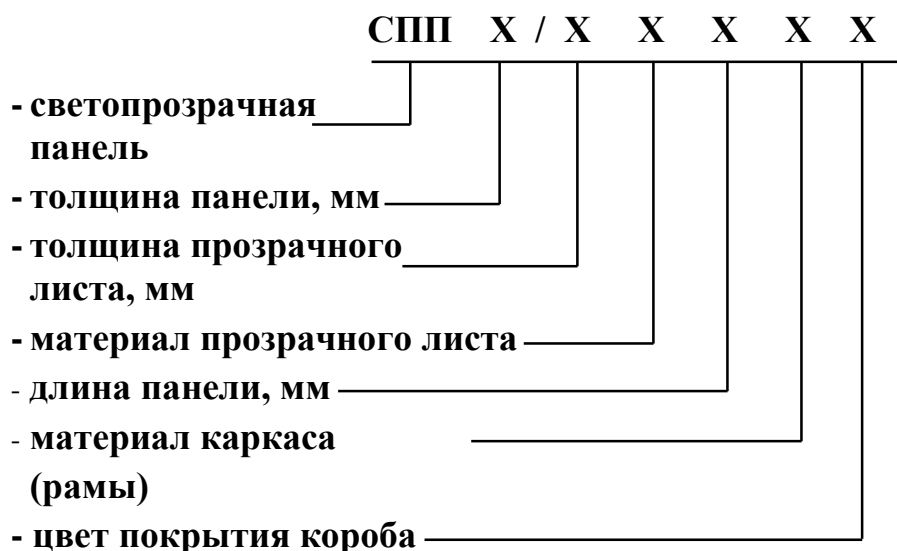 СПП Х / Х Х Х Х Х
- светопрозрачная
панель
- толщина панели, мм
- толщина прозрачного
листа, мм
- материал прозрачного листа
- длина панели, мм
- материал каркаса
(рамы)
- цвет покрытия короба